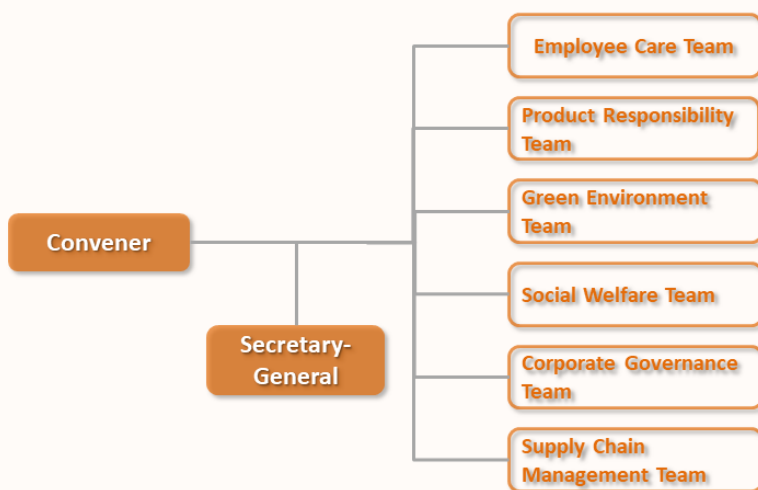 Employee Care Team
Product Responsibility
Team
Green Environment
Team
Convener
Social Welfare Team
Secretary-
General
Corporate Governance
Team
Supply Chain
Management Team